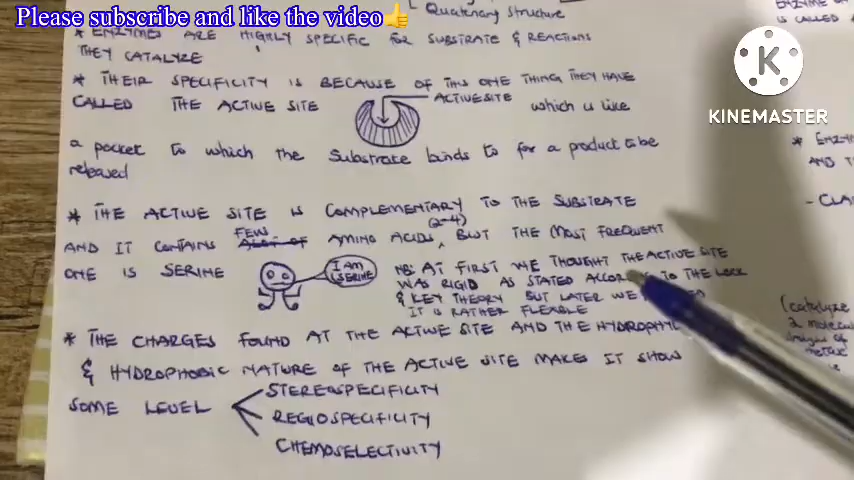 Please subscribe and like the video👍
Quaternary Structure
* ENZYMES ARE HIGHLY SPECIFIC FOR SUBSTRATE & REACTIONS
THEY CATALYZE
* THEIR SPECIFICITY IS BECAUSE OF THIS ONE THING THEY HAVE
CALLED THE ACTIVE SITE
ACTIVE SITE
which is like
a pocket to which the substrate binds to for a product to be
released
* THE ACTIVE SITE IS COMPLEMENTARY TO THE SUBSTRATE
AND IT CONTAINS FEW AMINO ACIDS (2-4), BUT THE MOST FREQUENT
ONE IS SERINE
I AM
SERINE
NB: AT FIRST WE THOUGHT THE ACTIVE SITE
WAS RIGID AS STATED TO THE LOCK
& KEY THEORY BUT LATER WE
IT IS RATHER FLEXIBLE
* THE CHARGES FOUND AT THE ACTIVE SITE AND THE
& HYDROPHOBIC NATURE OF THE ACTIVE SITE MAKES IT SHOW
SOME LEVEL
STEREOSPECIFICITY
REGIOSPECIFICITY
CHEMOSELECTIVITY
K
KINEMASTER
IS CALLED
AND
(catalyze
a